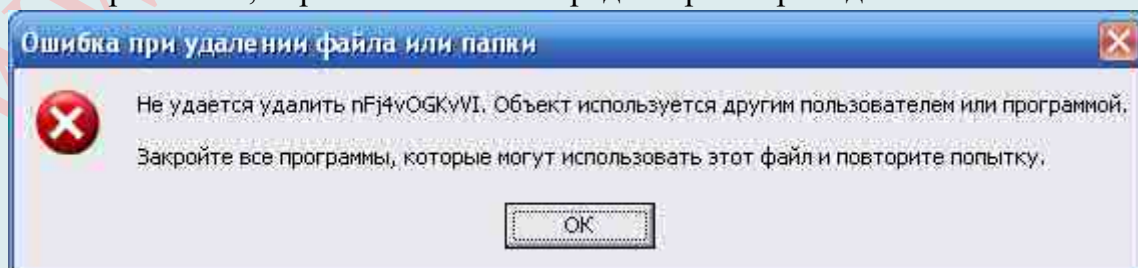 Ошибка при удалении файла или папки
Не удается удалить nFj4vOGKvVI. Объект используется другим пользователем или программой.
Закройте все программы, которые могут использовать этот файл и повторите попытку.
OK